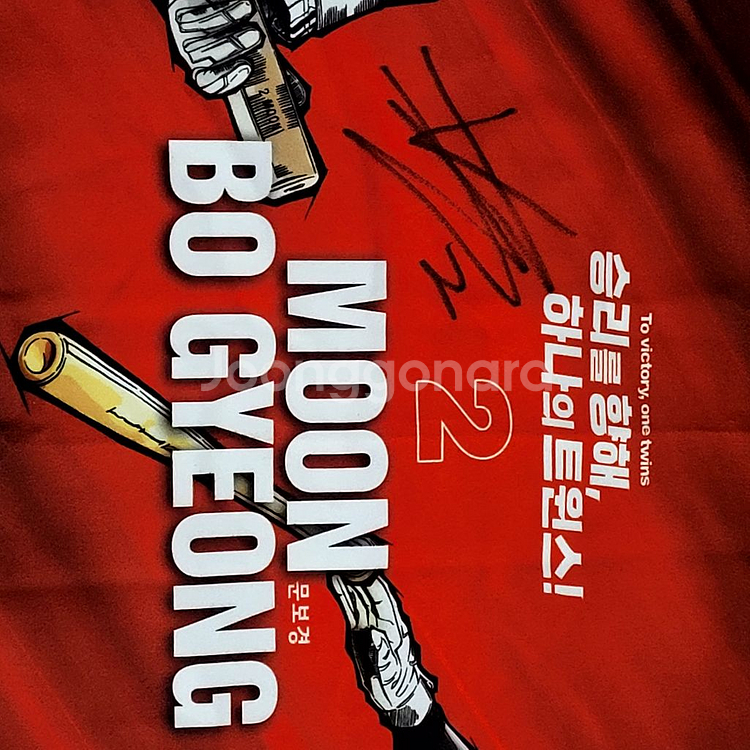 To victory, one twins
승리를 향해,
하나의 트윈스!
2
MOON
문보경
BO GYEONG
Joonggonara